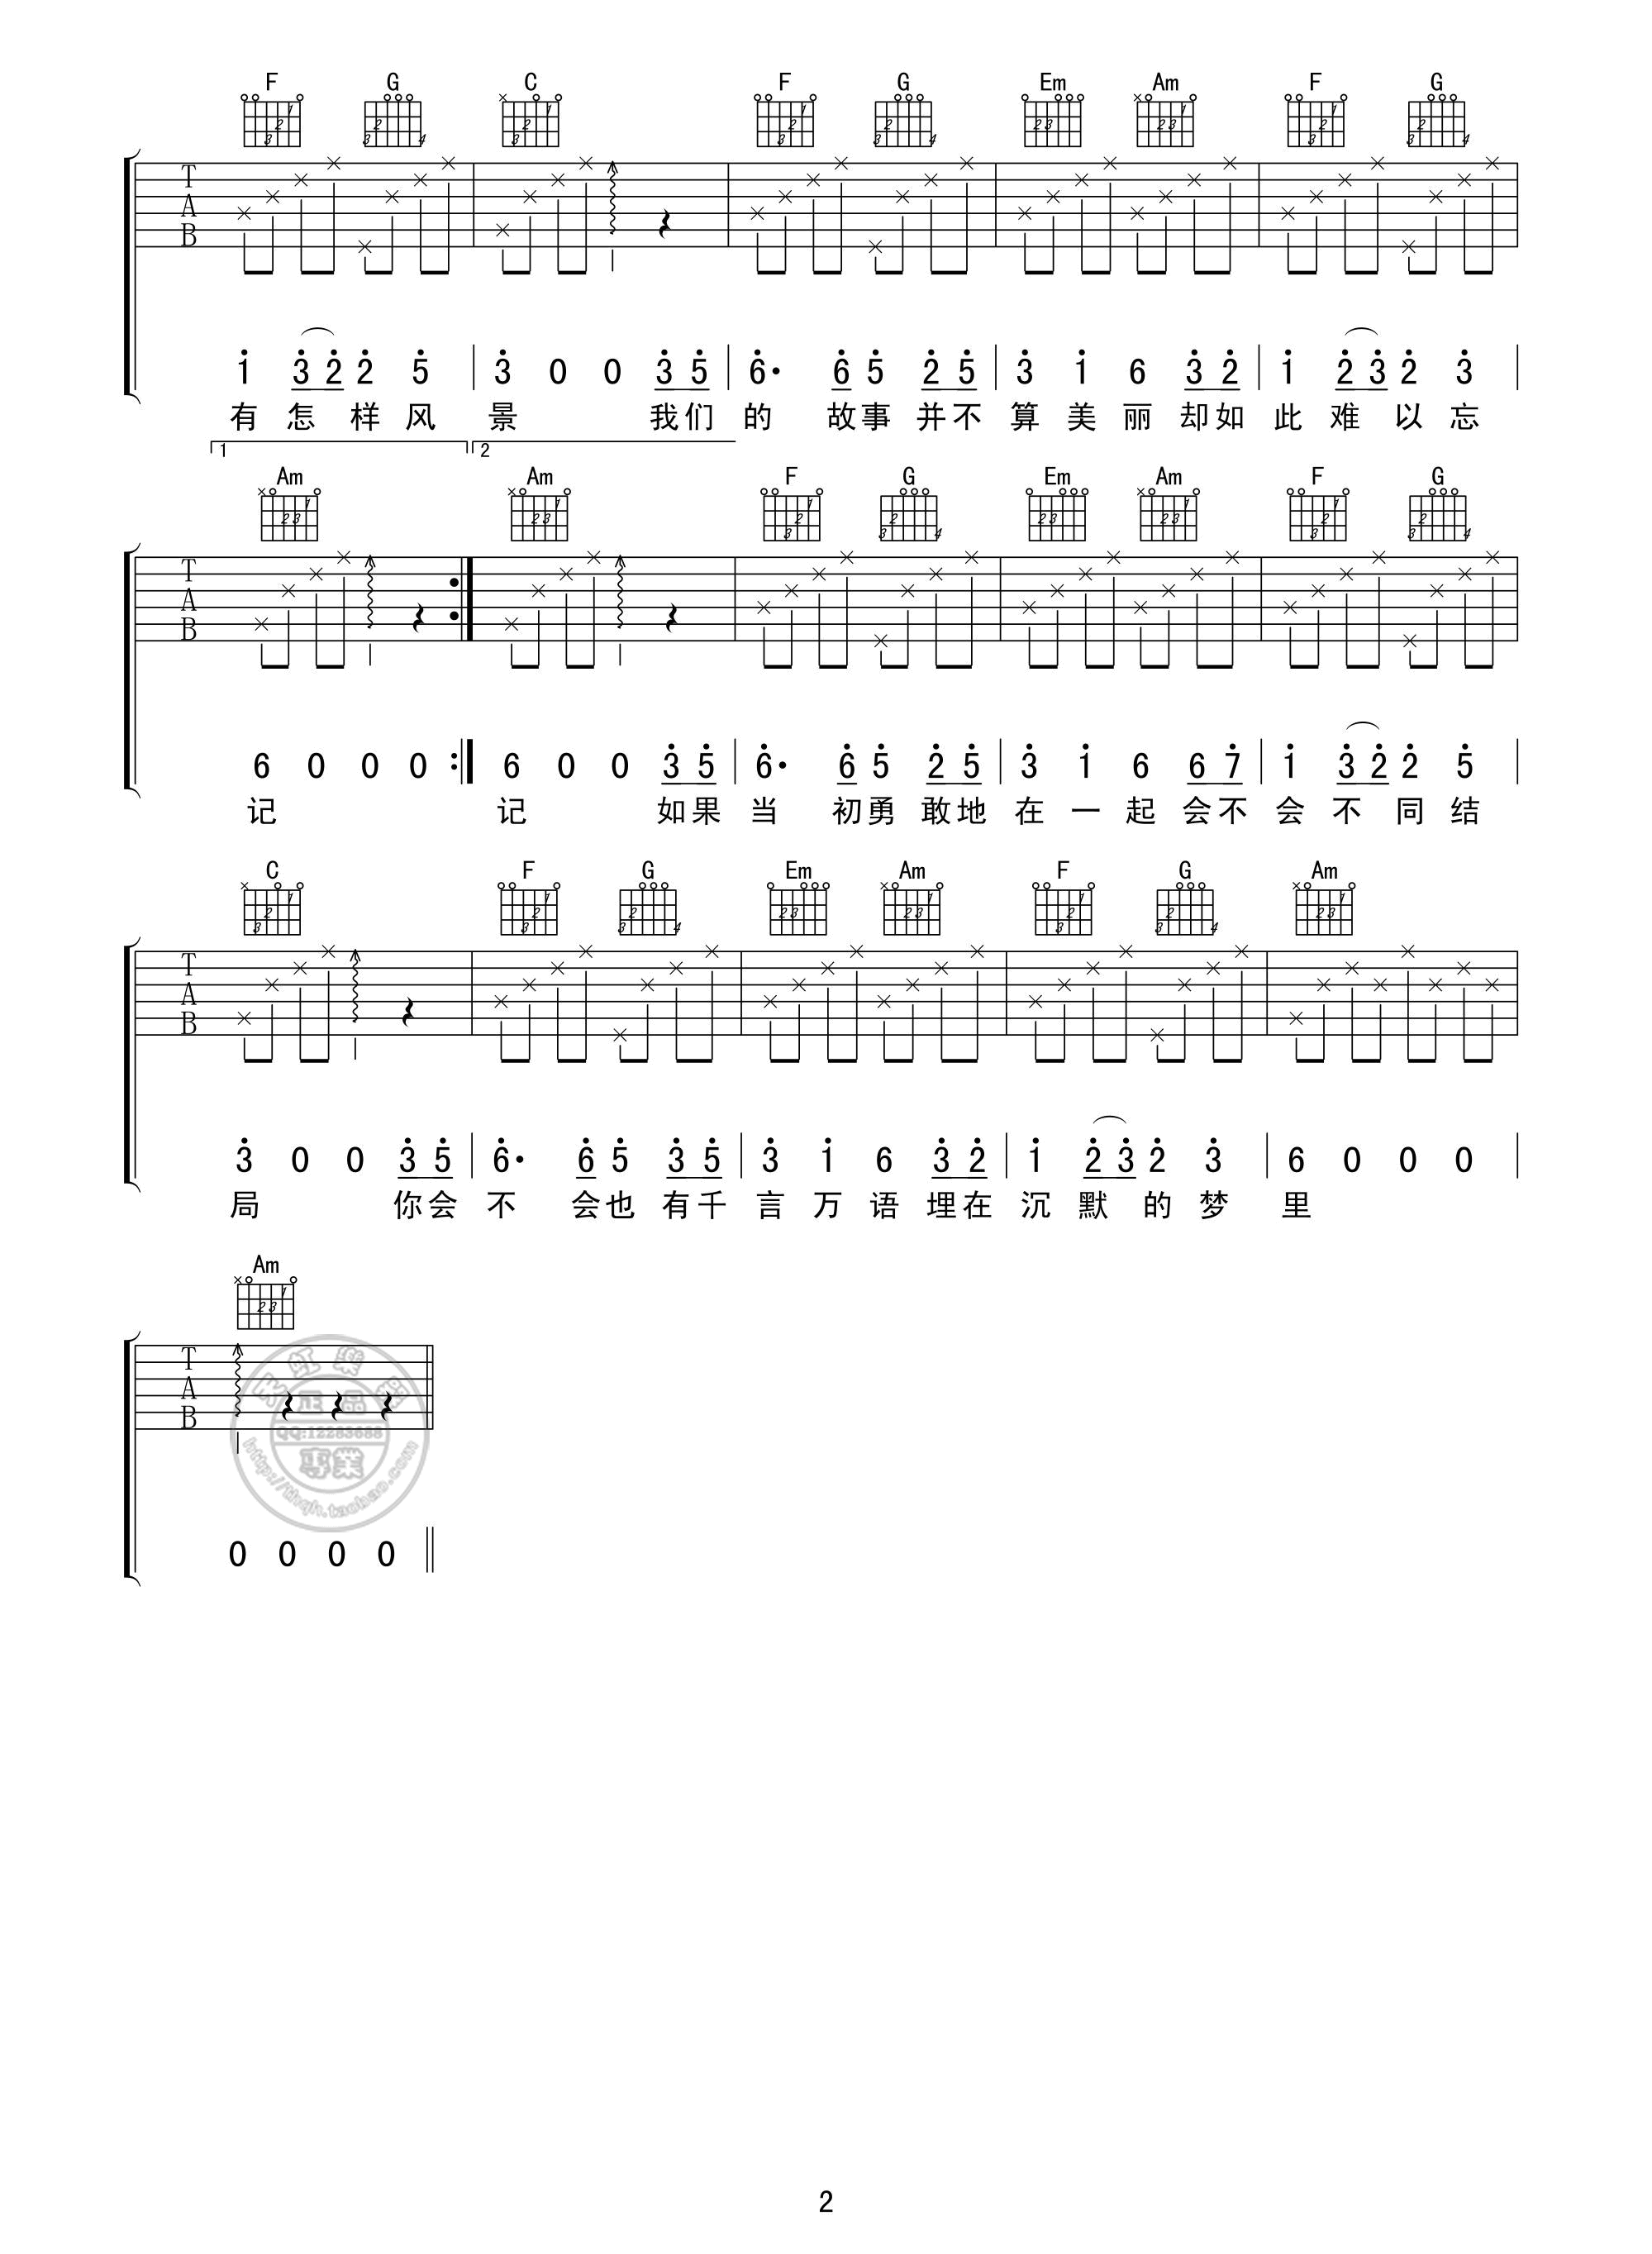 F G C F G Em Am F G
T
A
B
1 3 2 2 5 3 0 0 3 5 6· 6 5 2 5 3 1 6 3 2 1 2 3 2 3
有 怎 样 风 景 我 们 的 故 事 并 不 算 美 丽 却 如 此 难 以 忘
1 2
Am Am F G Em Am F G
T
A
B
6 0 0 0 6 0 0 3 5 6· 6 5 2 5 3 1 6 6 7 1 3 2 2 5
记 记 如 果 当 初 勇 敢 地 在 一 起 会 不 会 不 同 结
C F G Em Am F G Am
T
A
B
3 0 0 3 5 6· 6 5 3 5 3 1 6 3 2 1 2 3 2 3 6 0 0 0
局 你 会 不 会 也 有 千 言 万 语 埋 在 沉 默 的 梦 里
Am
T
A
B
正品
QQ:12283688
專業
http://thqk.taobao.com
0 0 0 0
2